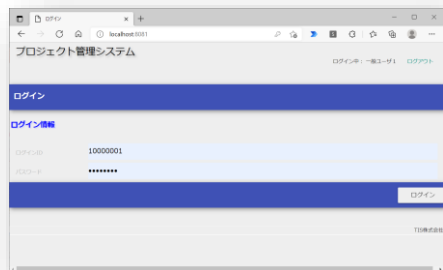 ログイン
localhost:8081
プロジェクト管理システム
ログイン中：一般ユーザ1 ログアウト
ログイン
ログイン情報
ログインID 10000001
パスワード ••••••••
ログイン
TIS株式会社